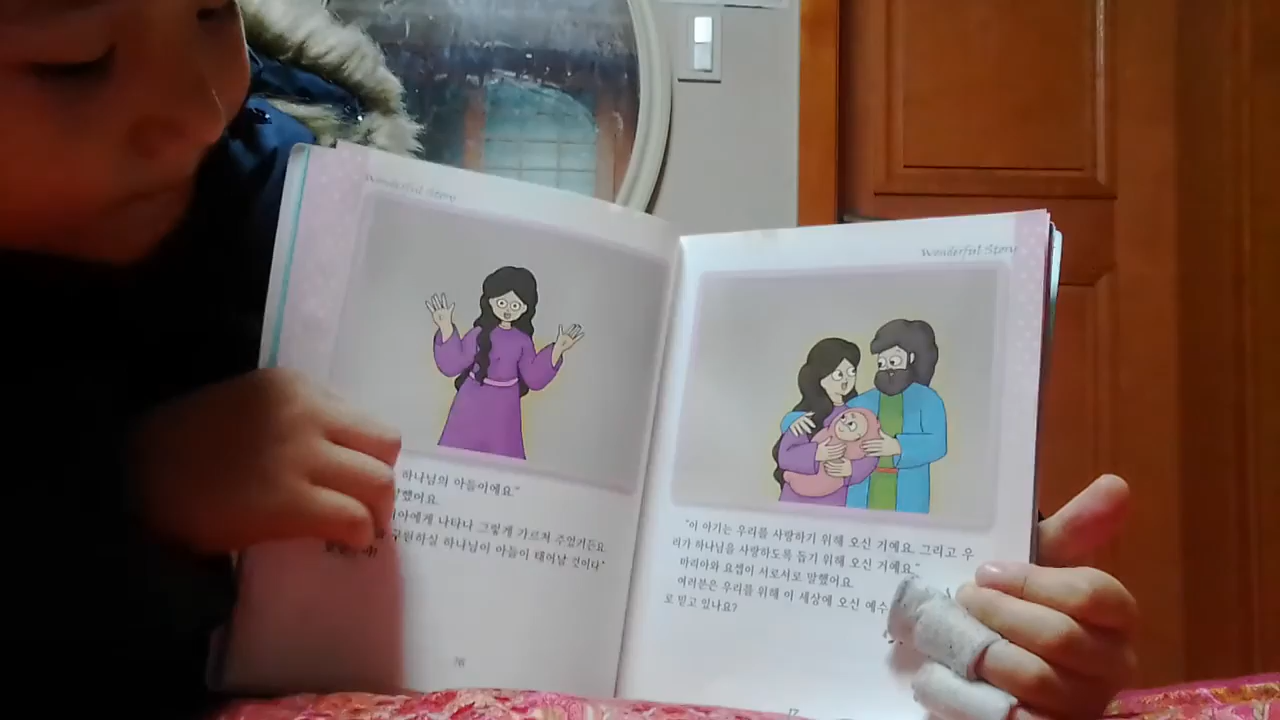 Wonderful Story
하나님의 아들이에요."
했어요.
에게 나타나 그렇게 가르쳐 주었거든요.
구원하실 하나님이 아들이 태어날 것이다"
Wonderful Story
"이 아기는 우리를 사랑하기 위해 오신 거예요. 그리고 우
리가 하나님을 사랑하도록 돕기 위해 오신 거예요."
마리아와 요셉이 서로서로 말했어요.
여러분은 우리를 위해 이 세상에 오신 예수
로 믿고 있나요?
17